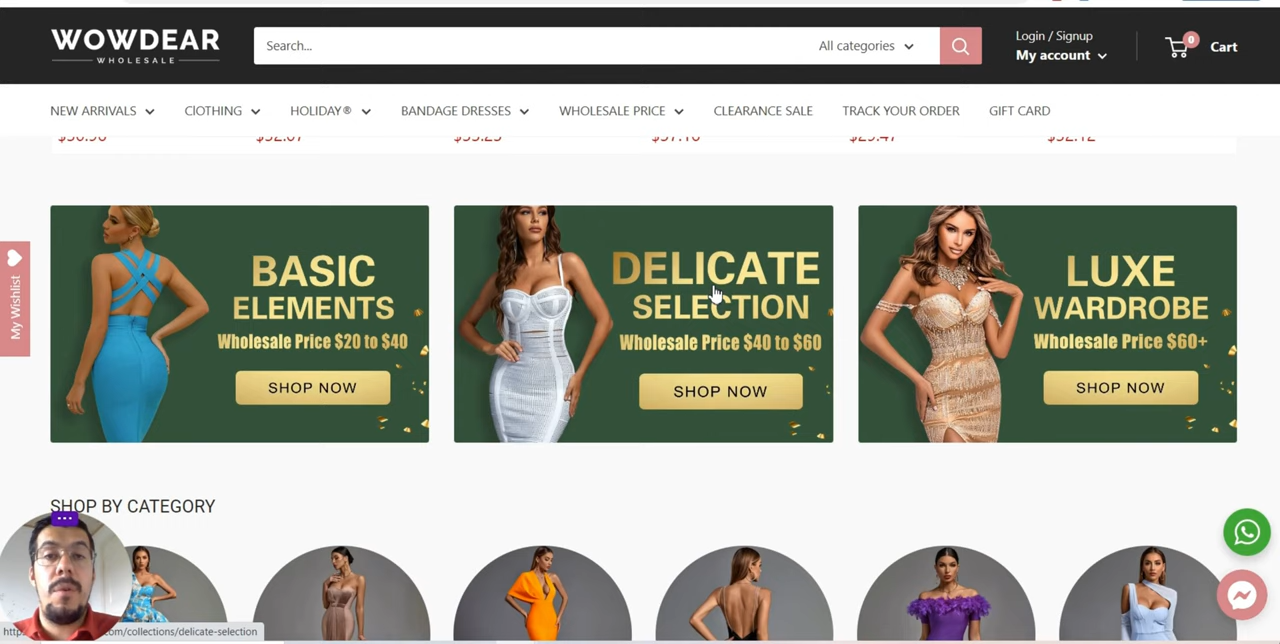 WOWDEAR
WHOLESALE
Search...
All categories
Login / Signup
My account
0
Cart
NEW ARRIVALS
ClOTHING
HOLIDAY®
BANDAGE DRESSES
WHOLESALE PRICE
CLEARANCE SALE
TRACK YOUR ORDER
GIFT CARD
My Wishlist
BASIC
ELEMENTS
Wholesale Price $20 to $40
SHOP NOW
DELICATE
SELECTION
Wholesale Price $40 to $60
SHOP NOW
LUXE
WARDROBE
Wholesale Price $60+
SHOP NOW
SHOP BY CATEGORY
com/collections/delicate-selection